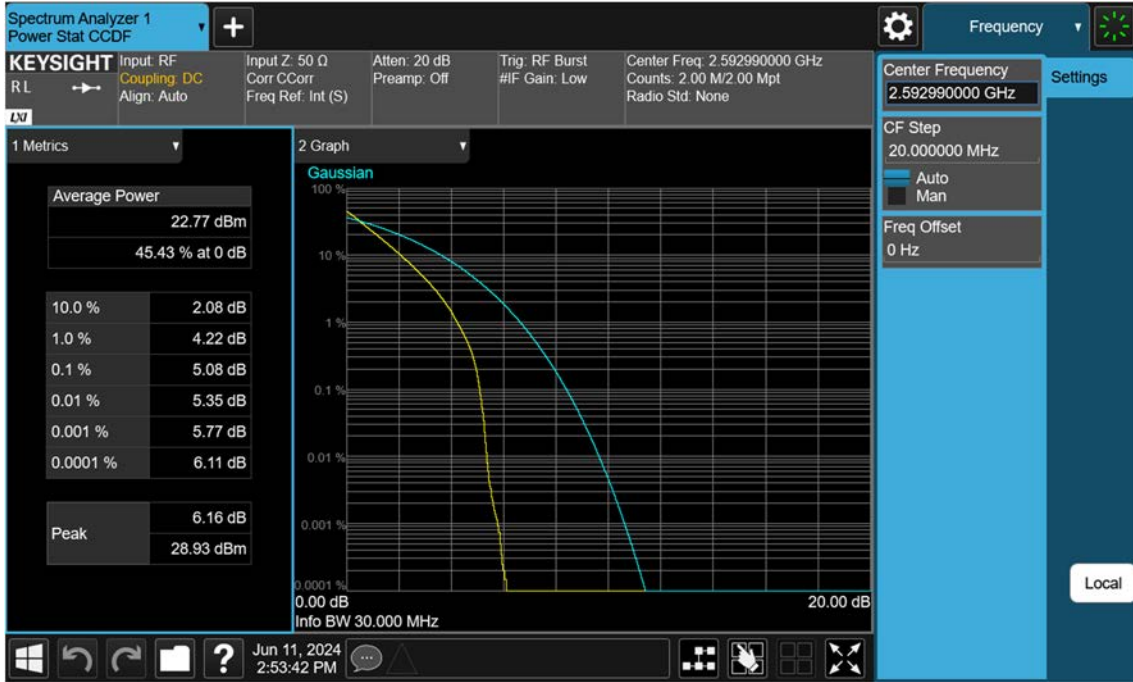 Spectrum Analyzer 1
Power Stat CCDF
Frequency
KEYSIGHT
R L
LXI
Input: RF
Coupling: DC
Align: Auto
Input Z: 50 Ω
Corr CCorr
Freq Ref: Int (S)
Atten: 20 dB
Preamp: Off
Trig: RF Burst
#IF Gain: Low
Center Freq: 2.592990000 GHz
Counts: 2.00 M/2.00 Mpt
Radio Std: None
Center Frequency
2.592990000 GHz
Settings
CF Step
20.000000 MHz
Auto
Man
Freq Offset
0 Hz
Local
1 Metrics
Average Power
22.77 dBm
45.43 % at 0 dB
10.0 % 2.08 dB
1.0 % 4.22 dB
0.1 % 5.08 dB
0.01 % 5.35 dB
0.001 % 5.77 dB
0.0001 % 6.11 dB
Peak
6.16 dB
28.93 dBm
2 Graph
Gaussian
100 %
10 %
1 %
0.1 %
0.01 %
0.001 %
0.0001 %
0.00 dB
20.00 dB
Info BW 30.000 MHz
Jun 11, 2024
2:53:42 PM